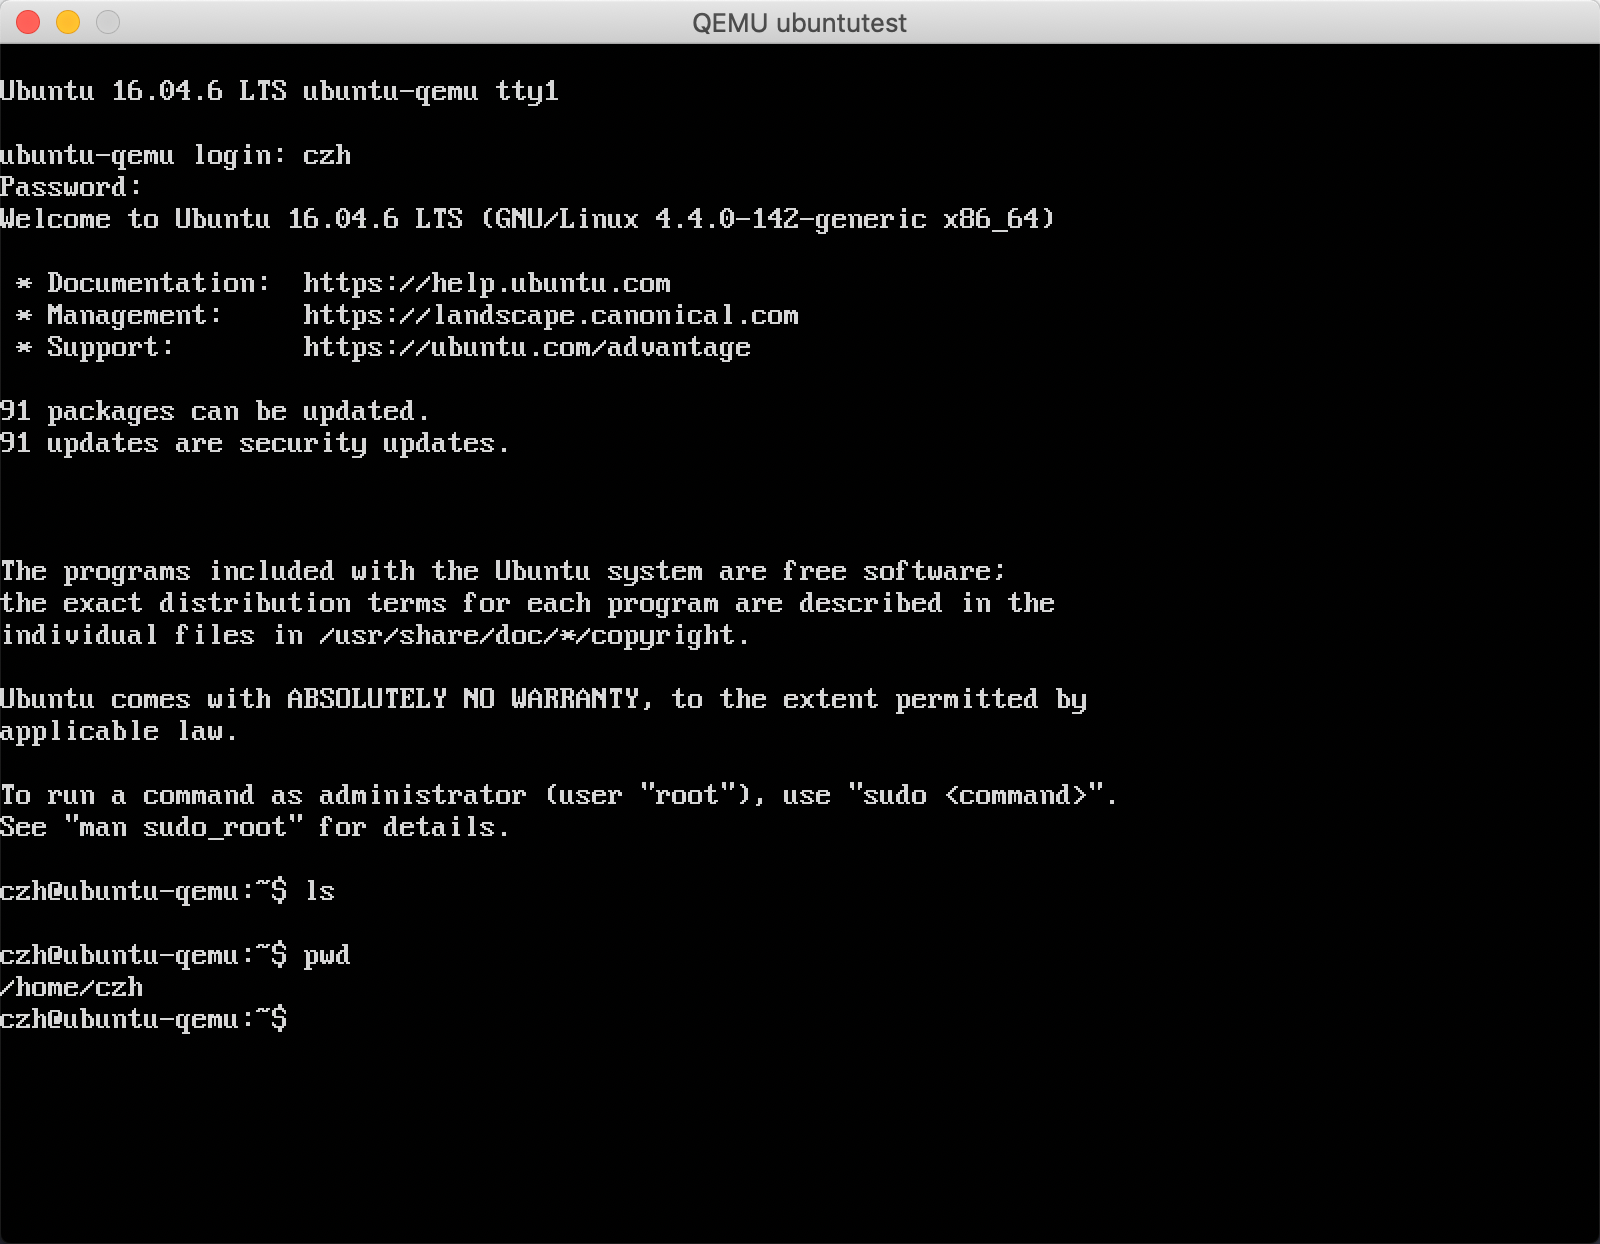 QEMU ubuntutest
Ubuntu 16.04.6 LTS ubuntu-qemu tty1
ubuntu-qemu login: czh
Password:
Welcome to Ubuntu 16.04.6 LTS (GNU/Linux 4.4.0-142-generic x86_64)
* Documentation:  https://help.ubuntu.com
* Management:     https://landscape.canonical.com
* Support:        https://ubuntu.com/advantage
91 packages can be updated.
91 updates are security updates.
The programs included with the Ubuntu system are free software;
the exact distribution terms for each program are described in the
individual files in /usr/share/doc/*/copyright.
Ubuntu comes with ABSOLUTELY NO WARRANTY, to the extent permitted by
applicable law.
To run a command as administrator (user "root"), use "sudo <command>".
See "man sudo_root" for details.
czh@ubuntu-qemu:~$ ls
czh@ubuntu-qemu:~$ pwd
/home/czh
czh@ubuntu-qemu:~$